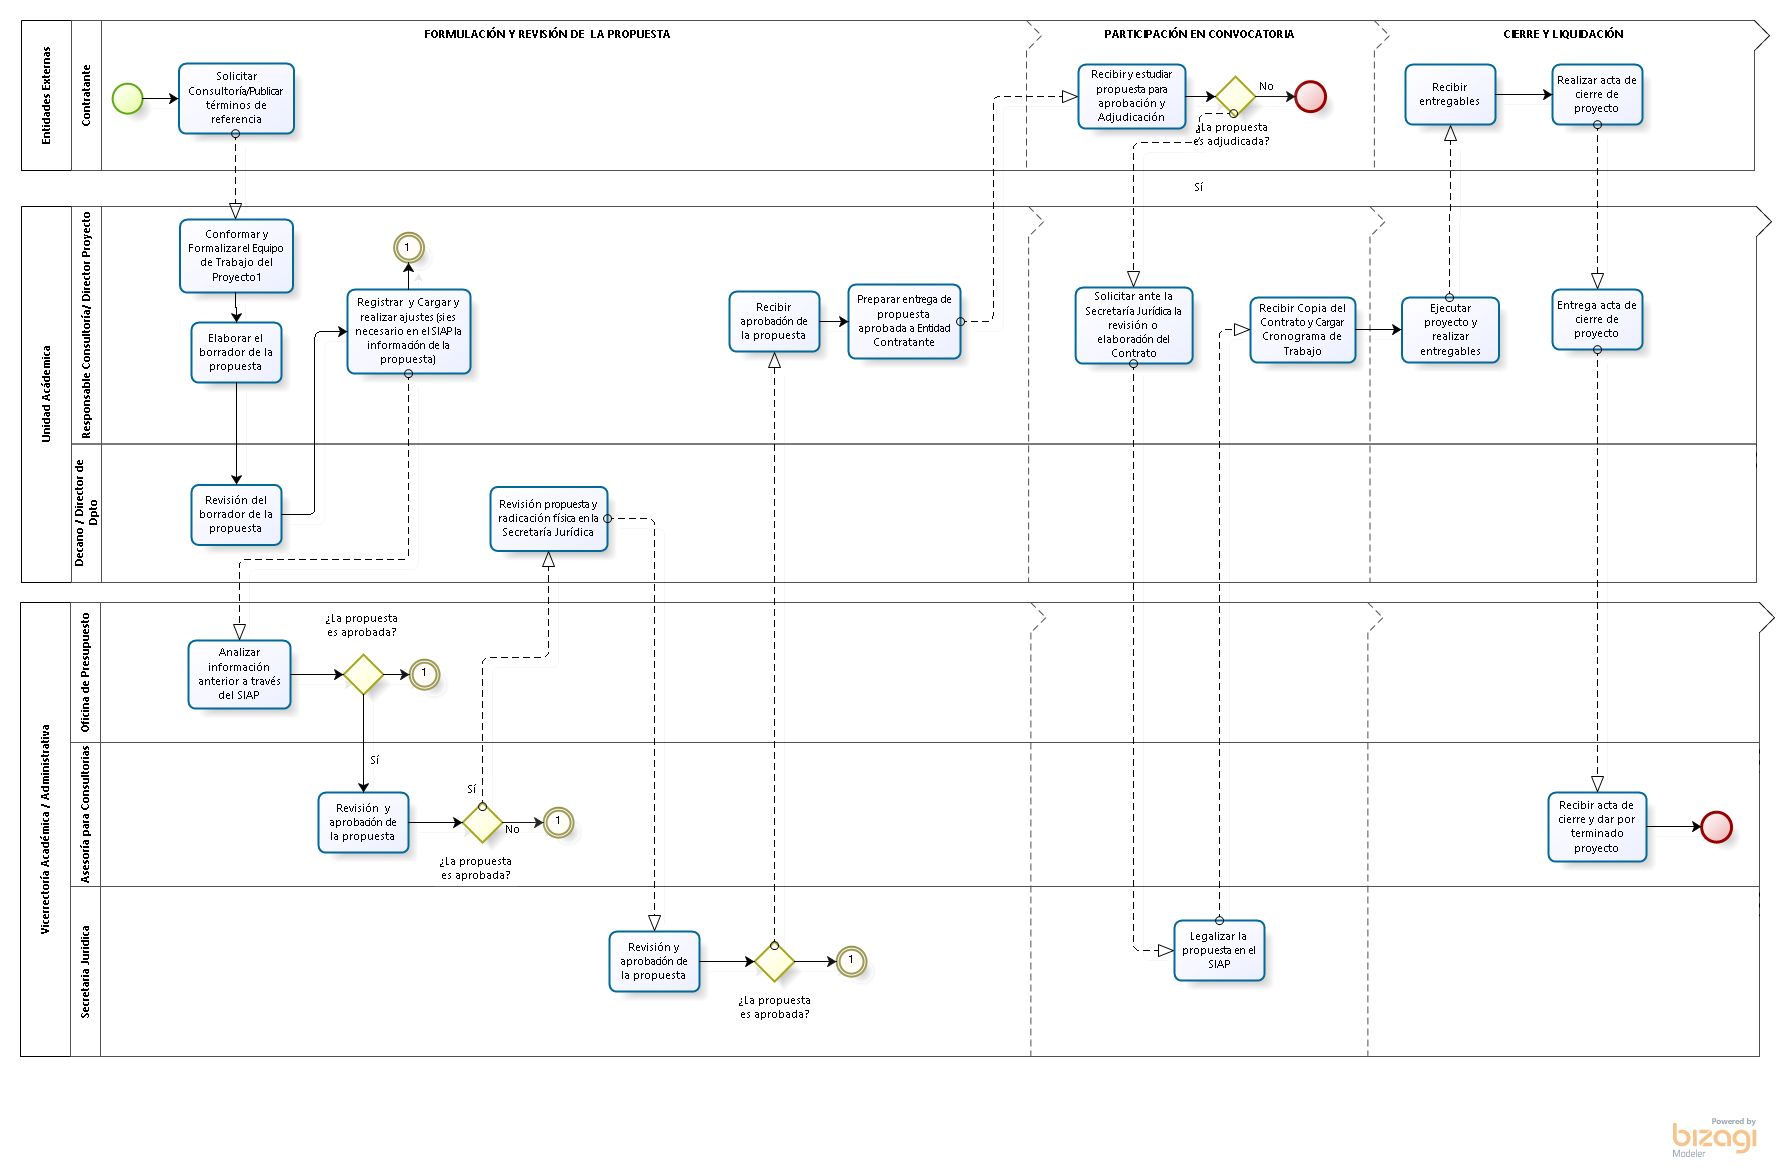 FORMULACIÓN Y REVISIÓN DE LA PROPUESTA
PARTICIPACIÓN EN CONVOCATORIA
CIERRE Y LIQUIDACIÓN
Entidades Externas
Contratante
Solicitar
Consultoría/Publicar
términos de
referencia
Recibir y estudiar
propuesta para
aprobación y
Adjudicación
No
¿La propuesta
es adjudicada?
Sí
Recibir
entregables
Realizar acta de
cierre de
proyecto
Unidad Acádemica
Responsable Consultoría/ Director Proyecto
Conformar y
Formalizar el Equipo
de Trabajo del
Proyecto1
Elaborar el
borrador de la
propuesta
1
Registrar y Cargar y
realizar ajustes (si es
necesario en el SIAP la
información de la
propuesta)
Recibir
aprobación de
la propuesta
Preparar entrega de
propuesta
aprobada a Entidad
Contratante
Solicitar ante la
Secretaría Jurídica la
revisión o
elaboración del
Contrato
Recibir Copia del
Contrato y Cargar
Cronograma de
Trabajo
Ejecutar
proyecto y
realizar
entregables
Entrega acta de
cierre de
proyecto
Decano / Director de
Dpto
Revisión del
borrador de la
propuesta
Revisión propuesta y
radicación física en la
Secretaría Jurídica
Vicerrectoría Académica / Administrativa
Oficina de Presupuesto
Analizar
información
anterior a través
del SIAP
¿La propuesta
es aprobada?
1
Sí
Asesoría para Consultorias
Revisión y
aprobación de
la propuesta
Sí
No
1
¿La propuesta
es aprobada?
Recibir acta de
cierre y dar por
terminado
proyecto
Secretaria Juridica
Revisión y
aprobación de
la propuesta
1
¿La propuesta
es aprobada?
Legalizar la
propuesta en el
SIAP
Powered by
bizagi
Modeler